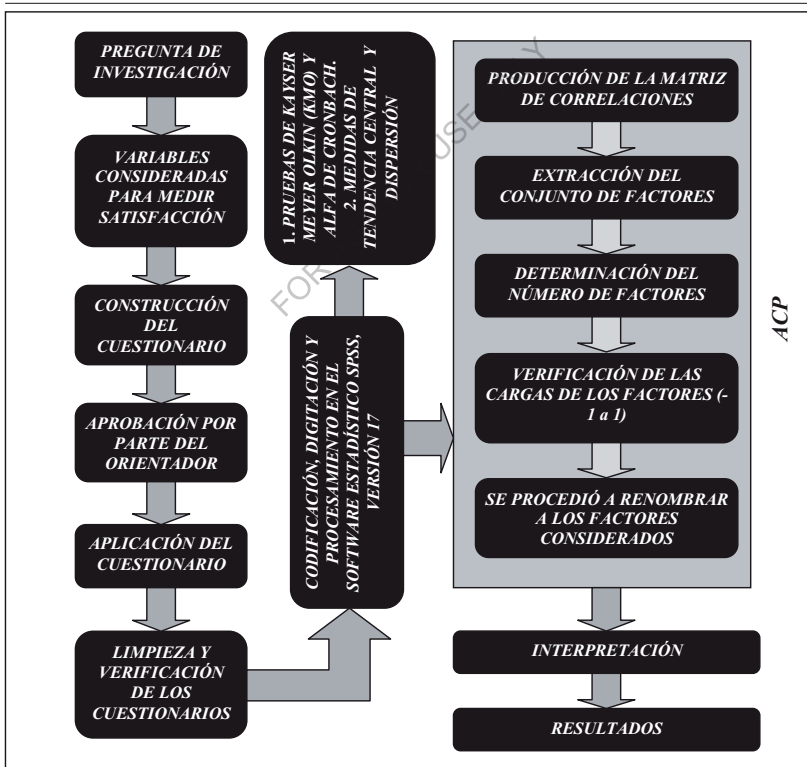 PREGUNTA DE
INVESTIGACIÓN
VARIABLES
CONSIDERADAS
PARA MEDIR
SATISFACCIÓN
CONSTRUCCIÓN
DEL
CUESTIONARIO
APROBACIÓN POR
PARTE DEL
ORIENTADOR
APLICACIÓN DEL
CUESTIONARIO
LIMPIEZA Y
VERIFICACIÓN
DE LOS
CUESTIONARIOS
CODIFICACIÓN, DIGITACIÓN Y
PROCESAMIENTO EN EL
SOFTWARE ESTADÍSTICO SPSS,
VERSIÓN 17
1. PRUEBAS DE KAYSER
MEYER OLKIN (KMO) Y
ALFA DE CRONBACH.
2. MEDIDAS DE
TENDENCIA CENTRAL Y
DISPERSIÓN
PRODUCCIÓN DE LA MATRIZ
DE CORRELACIONES
EXTRACCIÓN DEL
CONJUNTO DE FACTORES
DETERMINACIÓN DEL
NÚMERO DE FACTORES
VERIFICACIÓN DE LAS
CARGAS DE LOS FACTORES (-
1 a 1)
SE PROCEDIÓ A RENOMBRAR
A LOS FACTORES
CONSIDERADOS
ACP
INTERPRETACIÓN
RESULTADOS
FOR
USE